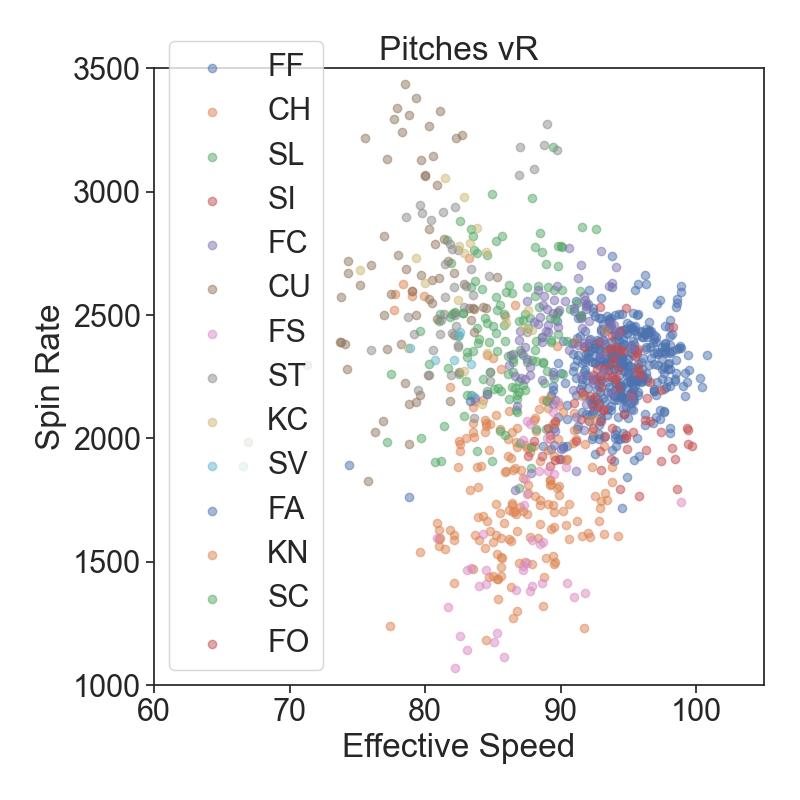 Pitches vR
FF
CH
SL
SI
FC
CU
FS
ST
KC
SV
FA
KN
SC
FO
3500
3000
2500
2000
1500
1000
Spin Rate
60 70 80 90 100
Effective Speed